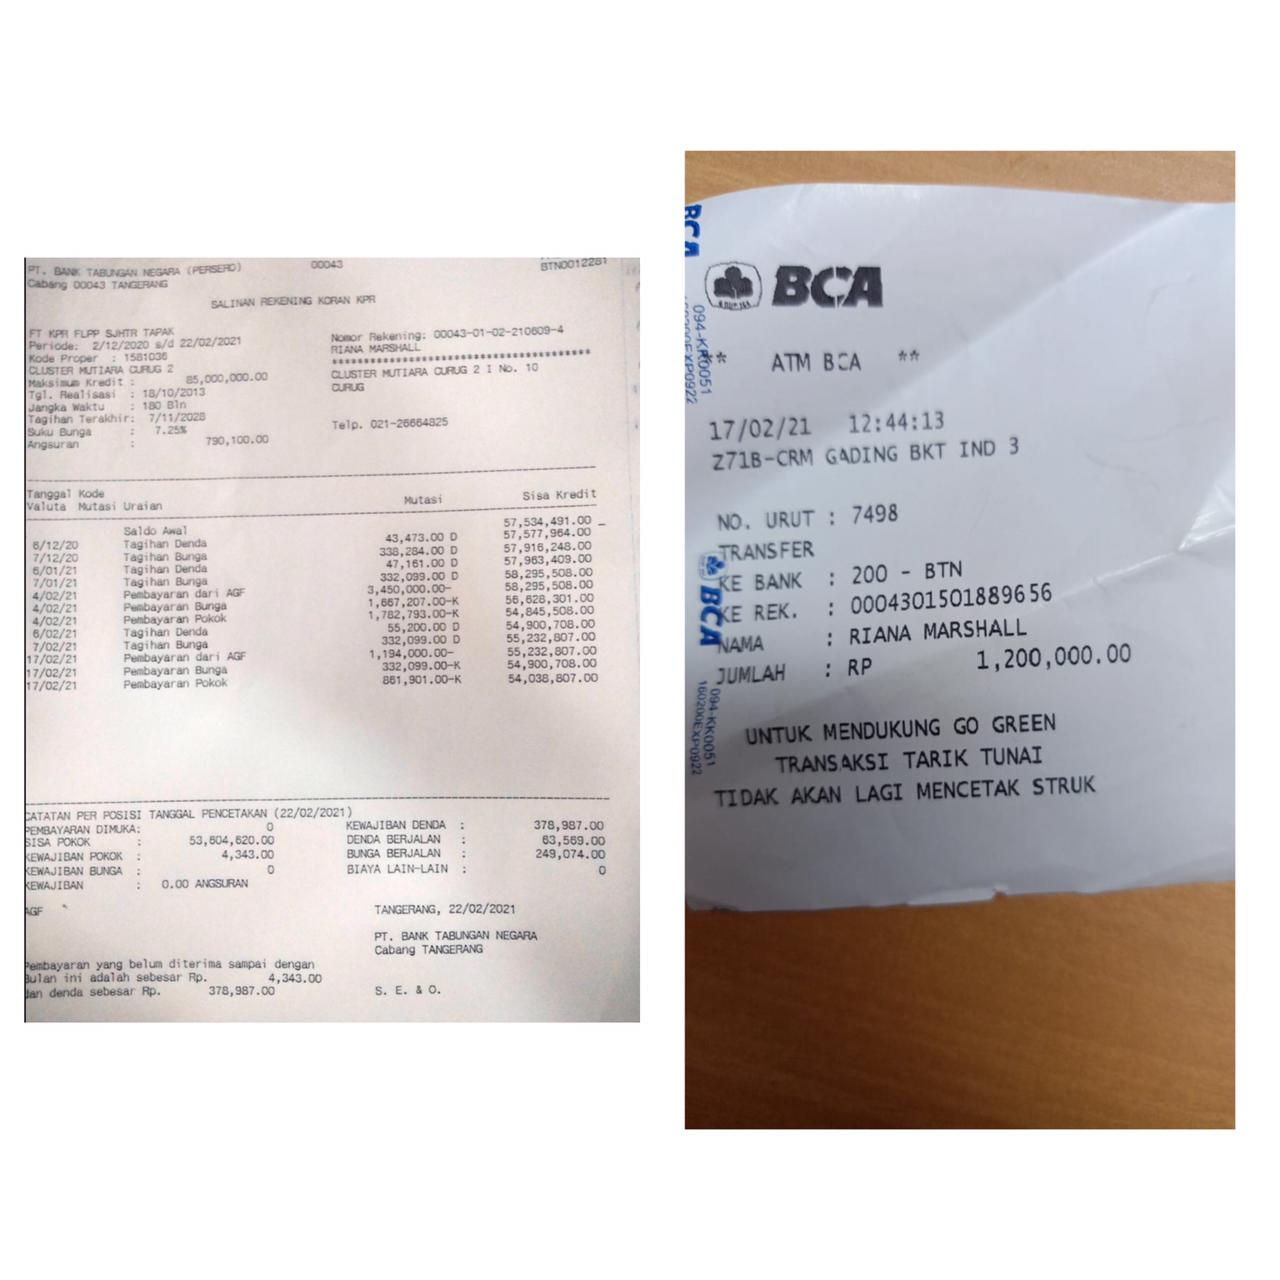 PT. BANK TABUNGAN NEGARA (PERSERO) 00043 BTN0012281
Cabang 00043 TANGERANG
SALINAN REKENING KORAN KPR
FT KPR FLPP SJHTR TAPAK
Periode: 2/12/2020 s/d 22/02/2021
Kode Proper : 1581036
CLUSTER MUTIARA CURUG 2
Maksimum Kredit : 85,000,000.00
Tgl. Realisasi : 18/10/2013
Jangka Waktu : 180 Bln
Tagihan Terakhir: 7/11/2028
Suku Bunga : 7.25%
Angsuran : 790,100.00
Nomor Rekening: 00043-01-02-210609-4
RIANA MARSHALL
******************************************
CLUSTER MUTIARA CURUG 2 I No. 10
CURUG
Telp. 021-26664825
Tanggal Kode
Valuta Mutasi Uraian Mutasi Sisa Kredit
Saldo Awal 57,534,491.00
6/12/20 Tagihan Denda 43,473.00 D 57,577,964.00
7/12/20 Tagihan Bunga 338,284.00 D 57,916,248.00
6/01/21 Tagihan Denda 47,161.00 D 57,963,409.00
7/01/21 Tagihan Bunga 332,099.00 D 58,295,508.00
4/02/21 Pembayaran dari AGF 3,450,000.00- 58,295,508.00
4/02/21 Pembayaran Bunga 1,667,207.00-K 56,628,301.00
4/02/21 Pembayaran Pokok 1,782,793.00-K 54,845,508.00
6/02/21 Tagihan Denda 55,200.00 D 54,900,708.00
7/02/21 Tagihan Bunga 332,099.00 D 55,232,807.00
17/02/21 Pembayaran dari AGF 1,194,000.00- 55,232,807.00
17/02/21 Pembayaran Bunga 332,099.00-K 54,900,708.00
17/02/21 Pembayaran Pokok 861,901.00-K 54,038,807.00
CATATAN PER POSISI TANGGAL PENCETAKAN (22/02/2021)
PEMBAYARAN DIMUKA: 0 KEWAJIBAN DENDA : 378,987.00
SISA POKOK : 53,604,620.00 DENDA BERJALAN : 63,569.00
KEWAJIBAN POKOK : 4,343.00 BUNGA BERJALAN : 249,074.00
KEWAJIBAN BUNGA : 0 BIAYA LAIN-LAIN : 0
KEWAJIBAN : 0.00 ANGSURAN
AGF
TANGERANG, 22/02/2021
PT. BANK TABUNGAN NEGARA
Cabang TANGERANG
Pembayaran yang belum diterima sampai dengan
Bulan ini adalah sebesar Rp. 4,343.00
dan denda sebesar Rp. 378,987.00
S. E. & O.
BCA
BCA
** ATM BCA **
17/02/21 12:44:13
Z71B-CRM GADING BKT IND 3
NO. URUT : 7498
TRANSFER
KE BANK : 200 - BTN
KE REK. : 0004301501889656
NAMA : RIANA MARSHALL
JUMLAH : RP 1,200,000.00
UNTUK MENDUKUNG GO GREEN
TRANSAKSI TARIK TUNAI
TIDAK AKAN LAGI MENCETAK STRUK
BCA
094-KK0051
160200EXP0922